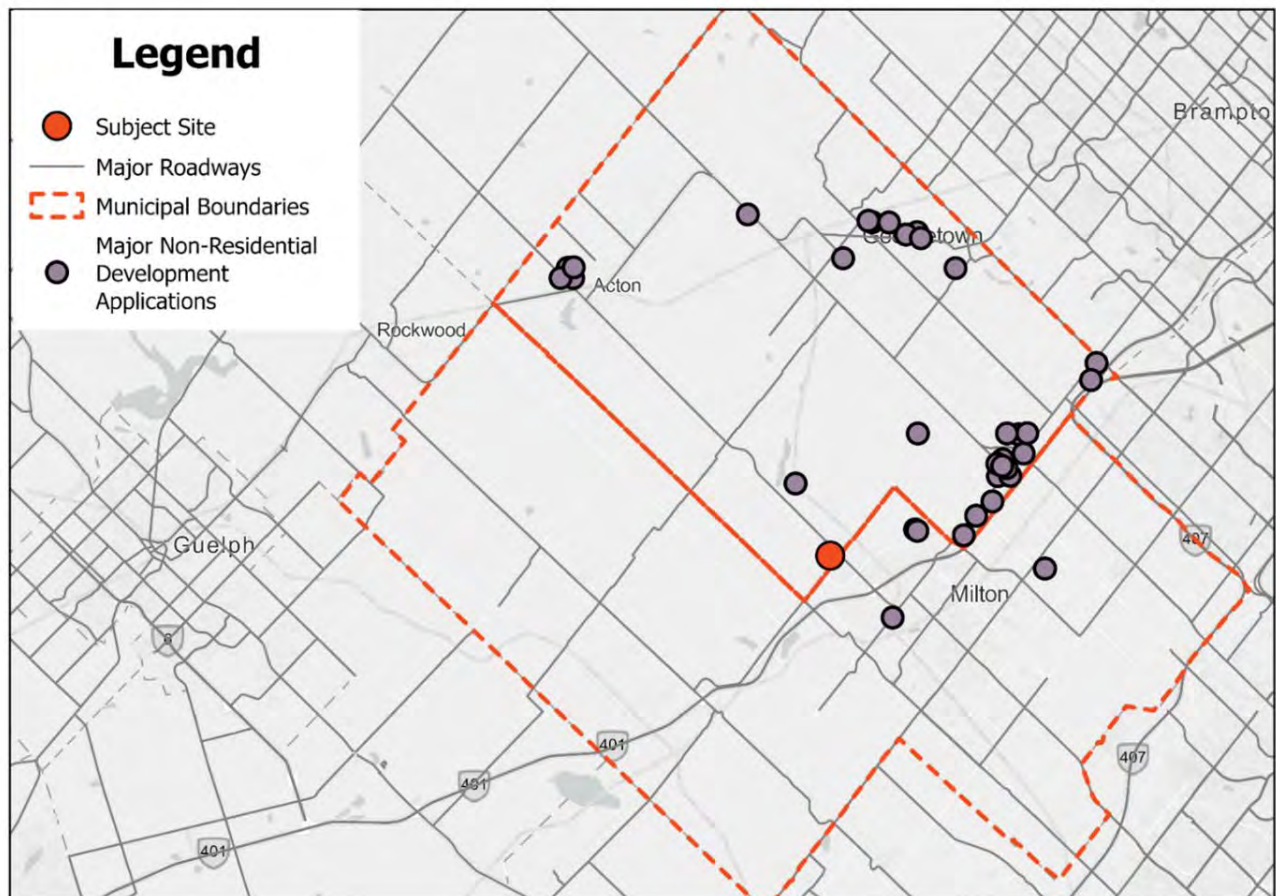 Legend
Subject Site
Major Roadways
Municipal Boundaries
Major Non-Residential
Development
Applications
Brampto
Georgetown
Acton
Rockwood
407
Guelph
Milton
6
401
407
401
401